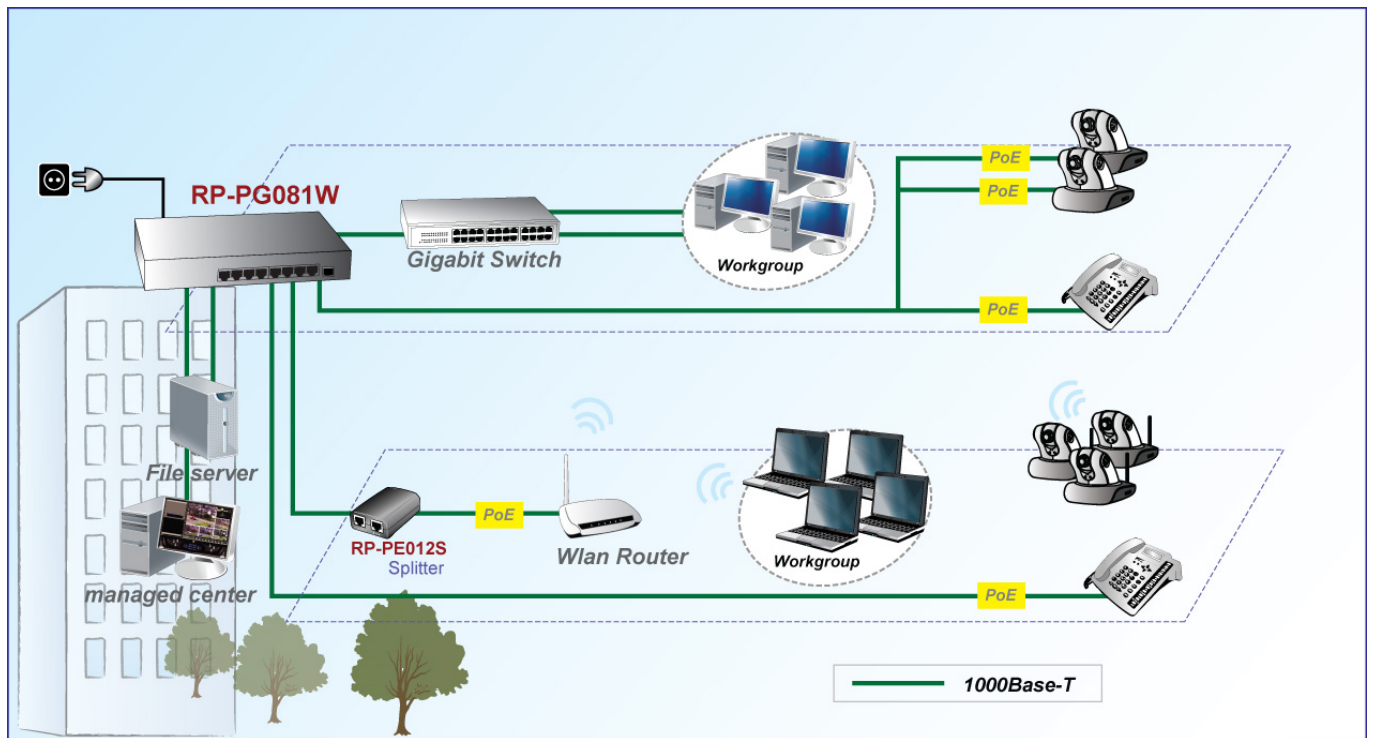 PoE
RP-PG081W
PoE
Gigabit Switch
Workgroup
PoE
File server
PoE
RP-PE012S
Splitter
Wlan Router
Workgroup
managed center
PoE
1000Base-T